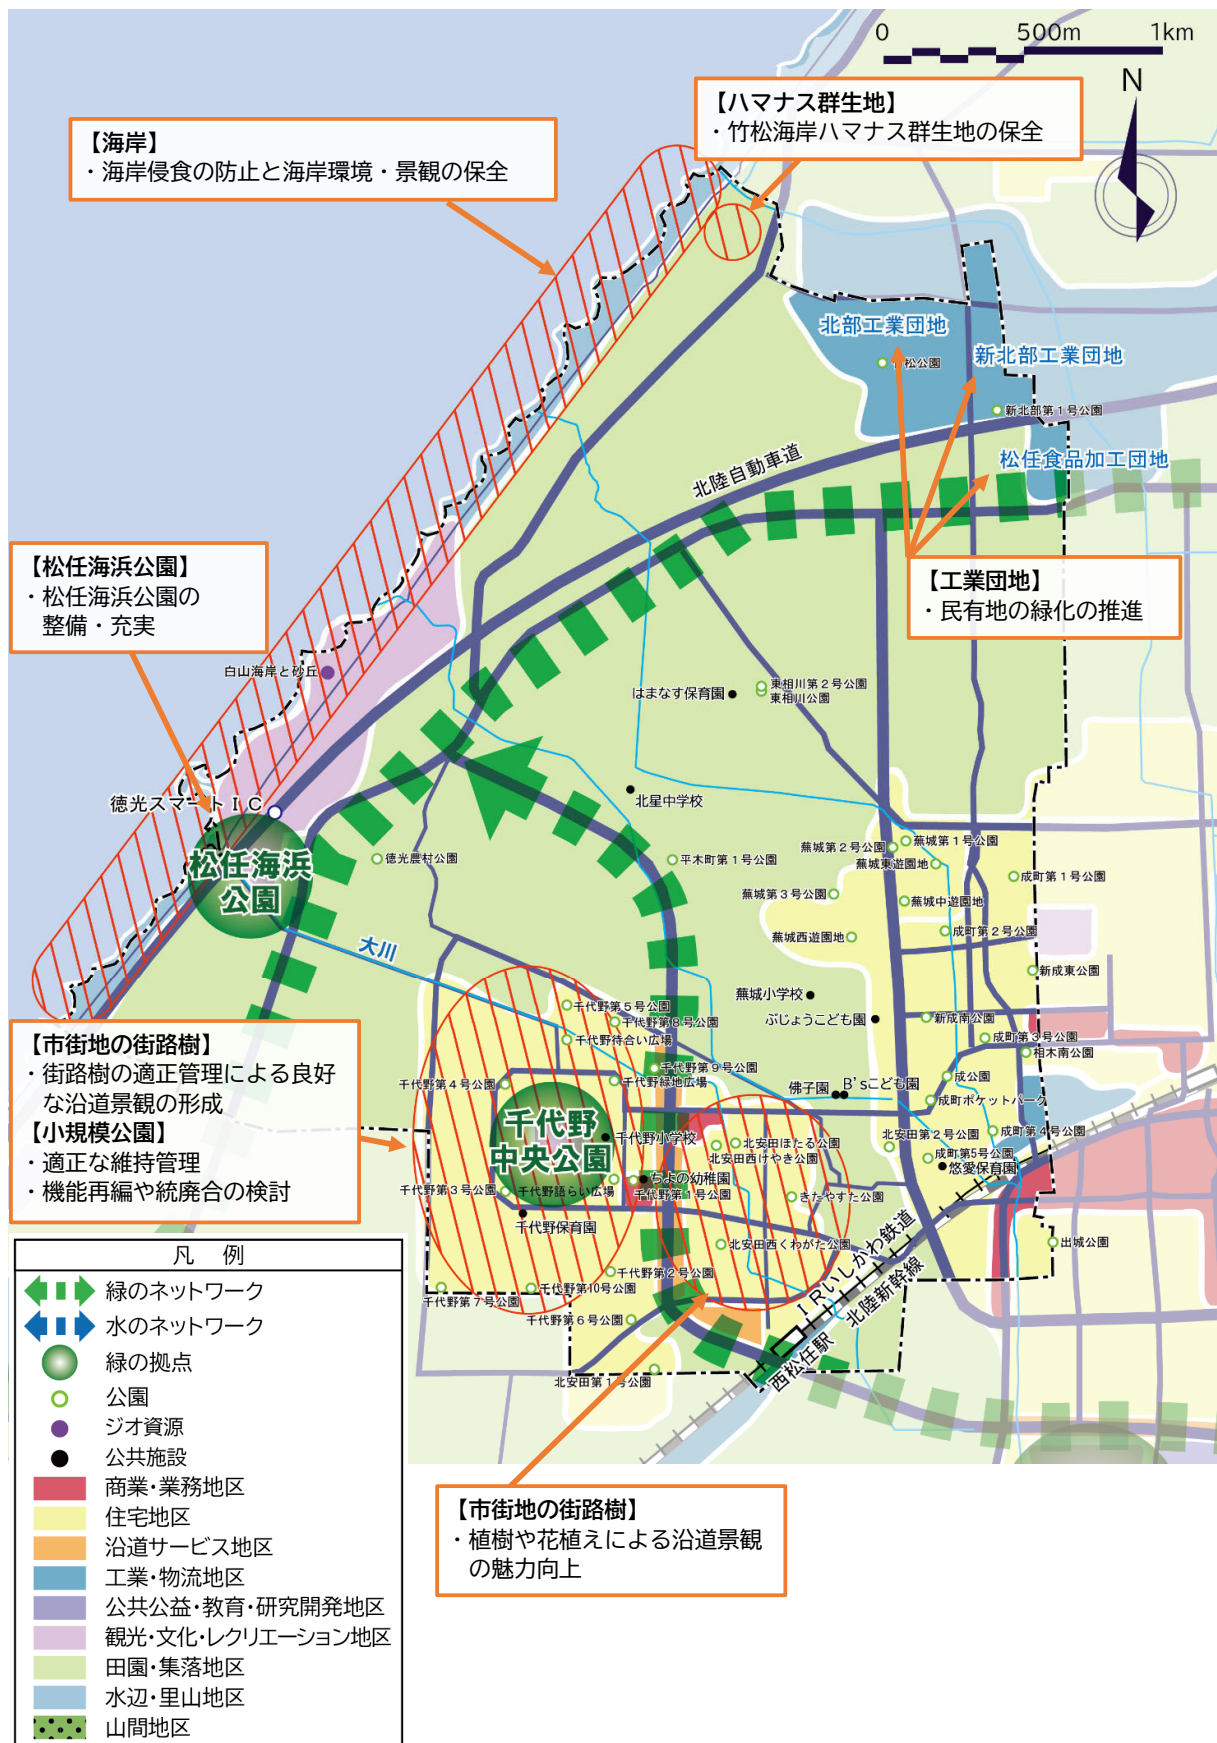 0 500m 1km
N
【ハマナス群生地】
・竹松海岸ハマナス群生地の保全
【海岸】
・海岸侵食の防止と海岸環境・景観の保全
北部工業団地
新北部工業団地
松公園
新北部第1号公園
北陸自動車道
松任食品加工団地
【松任海浜公園】
・松任海浜公園の
整備・充実
【工業団地】
・民有地の緑化の推進
白山海岸と砂丘
はまなす保育園
東相川第2号公園
東相川公園
徳光スマートIC
北星中学校
松任海浜
公園
徳光農村公園
平木町第1号公園
蕪城第2号公園
蕪城第1号公園
蕪城東遊園地
成町第1号公園
蕪城第3号公園
蕪城中遊園地
大川
蕪城西遊園地
成町第2号公園
新成東公園
蕪城小学校
ぶじょうこども園
千代野第5号公園
千代野第8号公園
千代野待合い広場
新成南公園
成町第3号公園
相木南公園
【市街地の街路樹】
・街路樹の適正管理による良好
な沿道景観の形成
【小規模公園】
・適正な維持管理
・機能再編や統廃合の検討
千代野第9号公園
千代野緑地広場
千代野第4号公園
佛子園
B'sこども園
成公園
成町ポケットパーク
千代野
中央公園
千代野小学校
北安田ほたる公園
北安田西けやき公園
北安田第2号公園
成町第4号公園
成町第5号公園
悠愛保育園
千代野第3号公園
千代野語らい広場
ちよの幼稚園
千代野第1号公園
きたやすた公園
千代野保育園
北安田西くわがた公園
出城公園
IRいしかわ鉄道
北陸新幹線
千代野第2号公園
千代野第7号公園
千代野第10号公園
千代野第6号公園
西松任駅
北安田第1号公園
凡 例
緑のネットワーク
水のネットワーク
緑の拠点
公園
ジオ資源
公共施設
商業・業務地区
住宅地区
沿道サービス地区
工業・物流地区
公共公益・教育・研究開発地区
観光・文化・レクリエーション地区
田園・集落地区
水辺・里山地区
山間地区
【市街地の街路樹】
・植樹や花植えによる沿道景観
の魅力向上